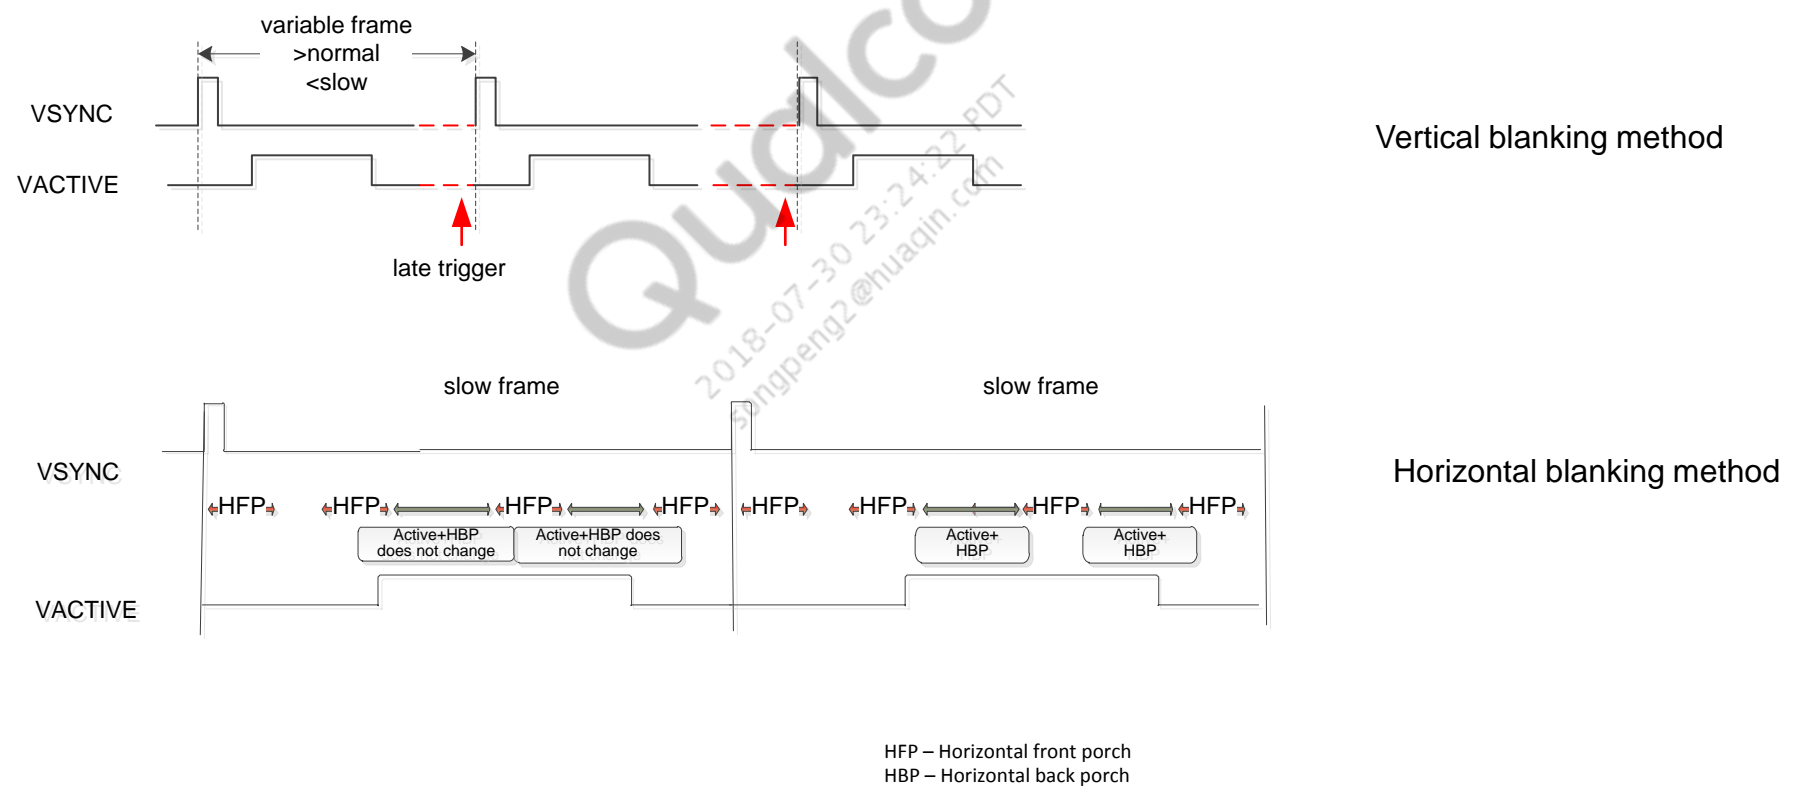 variable frame
>normal
<slow
VSYNC
VACTIVE
late trigger
Vertical blanking method
Qualco
2018-07-30 23:24:22 PDT
songpeng2@huaqin.com
slow frame
slow frame
VSYNC
HFP HFP HFP HFP HFP HFP HFP HFP
Active+HBP
does not change
Active+HBP does
not change
Active+
HBP
Active+
HBP
VACTIVE
Horizontal blanking method
HFP – Horizontal front porch
HBP – Horizontal back porch